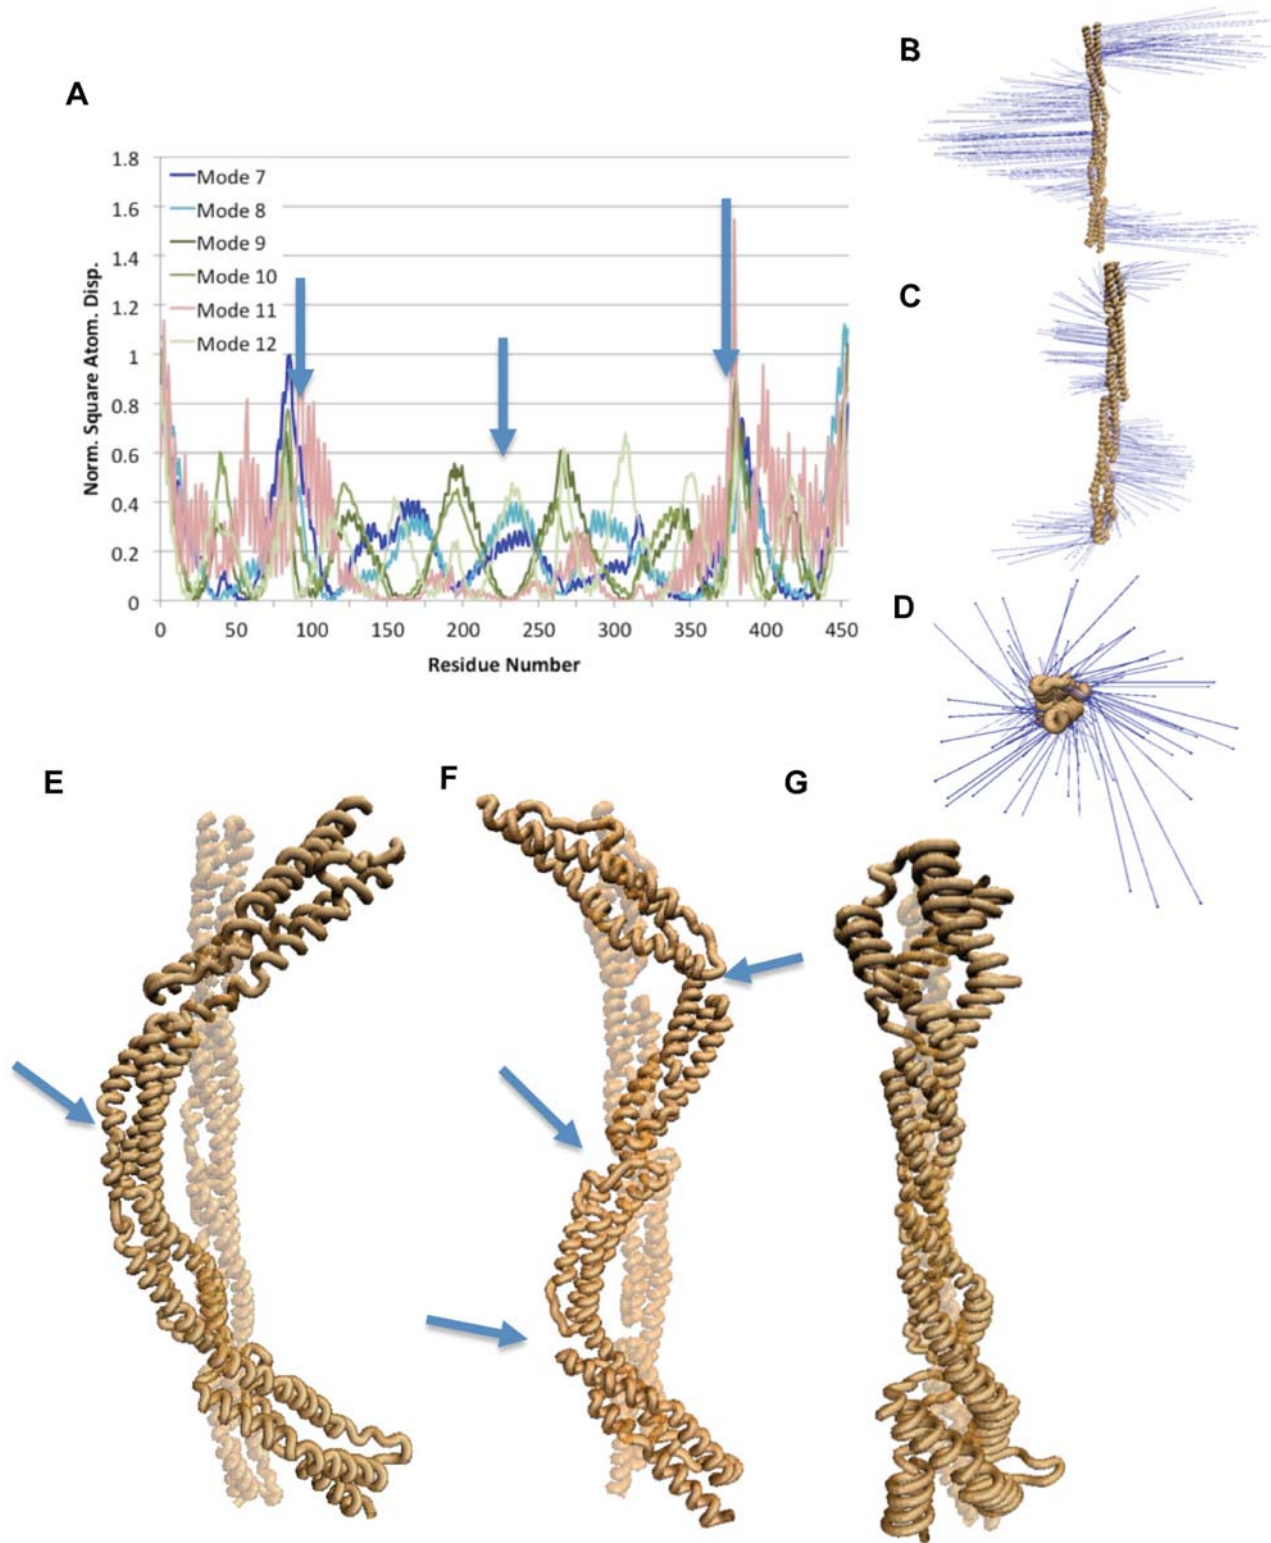 A
B
C
D
E
F
G
Norm. Square Atom. Disp.
1.8
1.6
1.4
1.2
1
0.8
0.6
0.4
0.2
0
Mode 7
Mode 8
Mode 9
Mode 10
Mode 11
Mode 12
0 50 100 150 200 250 300 350 400 450
Residue Number